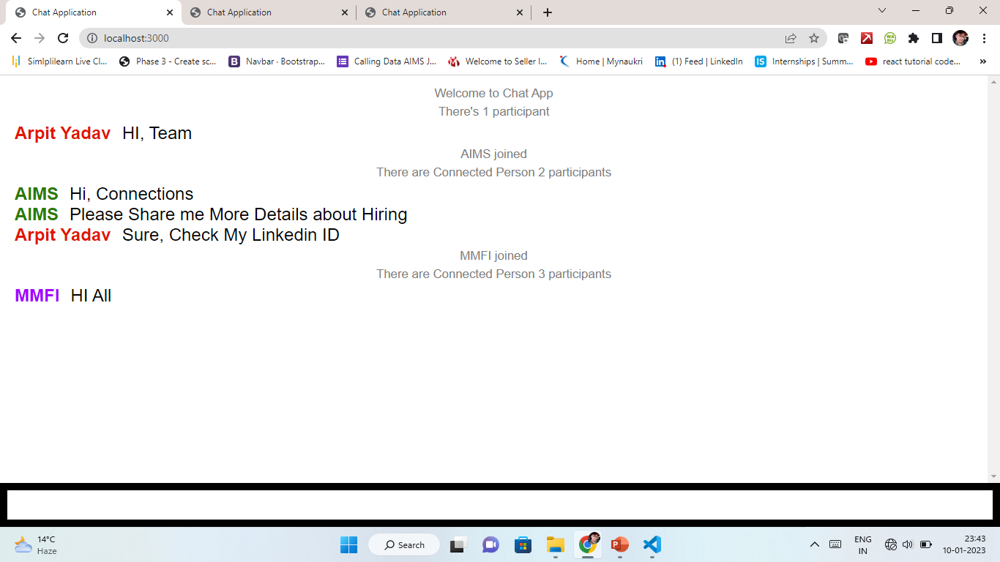 Chat Application
Chat Application
Chat Application
localhost:3000
Simlplilearn Live Cl...
Phase 3 - Create sc...
B
Navbar · Bootstrap...
Calling Data AIMS J...
Welcome to Seller I...
Home | Mynaukri
in
(1) Feed | LinkedIn
IS
Internships | Summ...
react tutorial code...
»
Welcome to Chat App
There's 1 participant
Arpit Yadav HI, Team
AIMS joined
There are Connected Person 2 participants
AIMS Hi, Connections
AIMS Please Share me More Details about Hiring
Arpit Yadav Sure, Check My Linkedin ID
MMFI joined
There are Connected Person 3 participants
MMFI HI All
14°C
Haze
Search
P
ENG
IN
23:43
10-01-2023